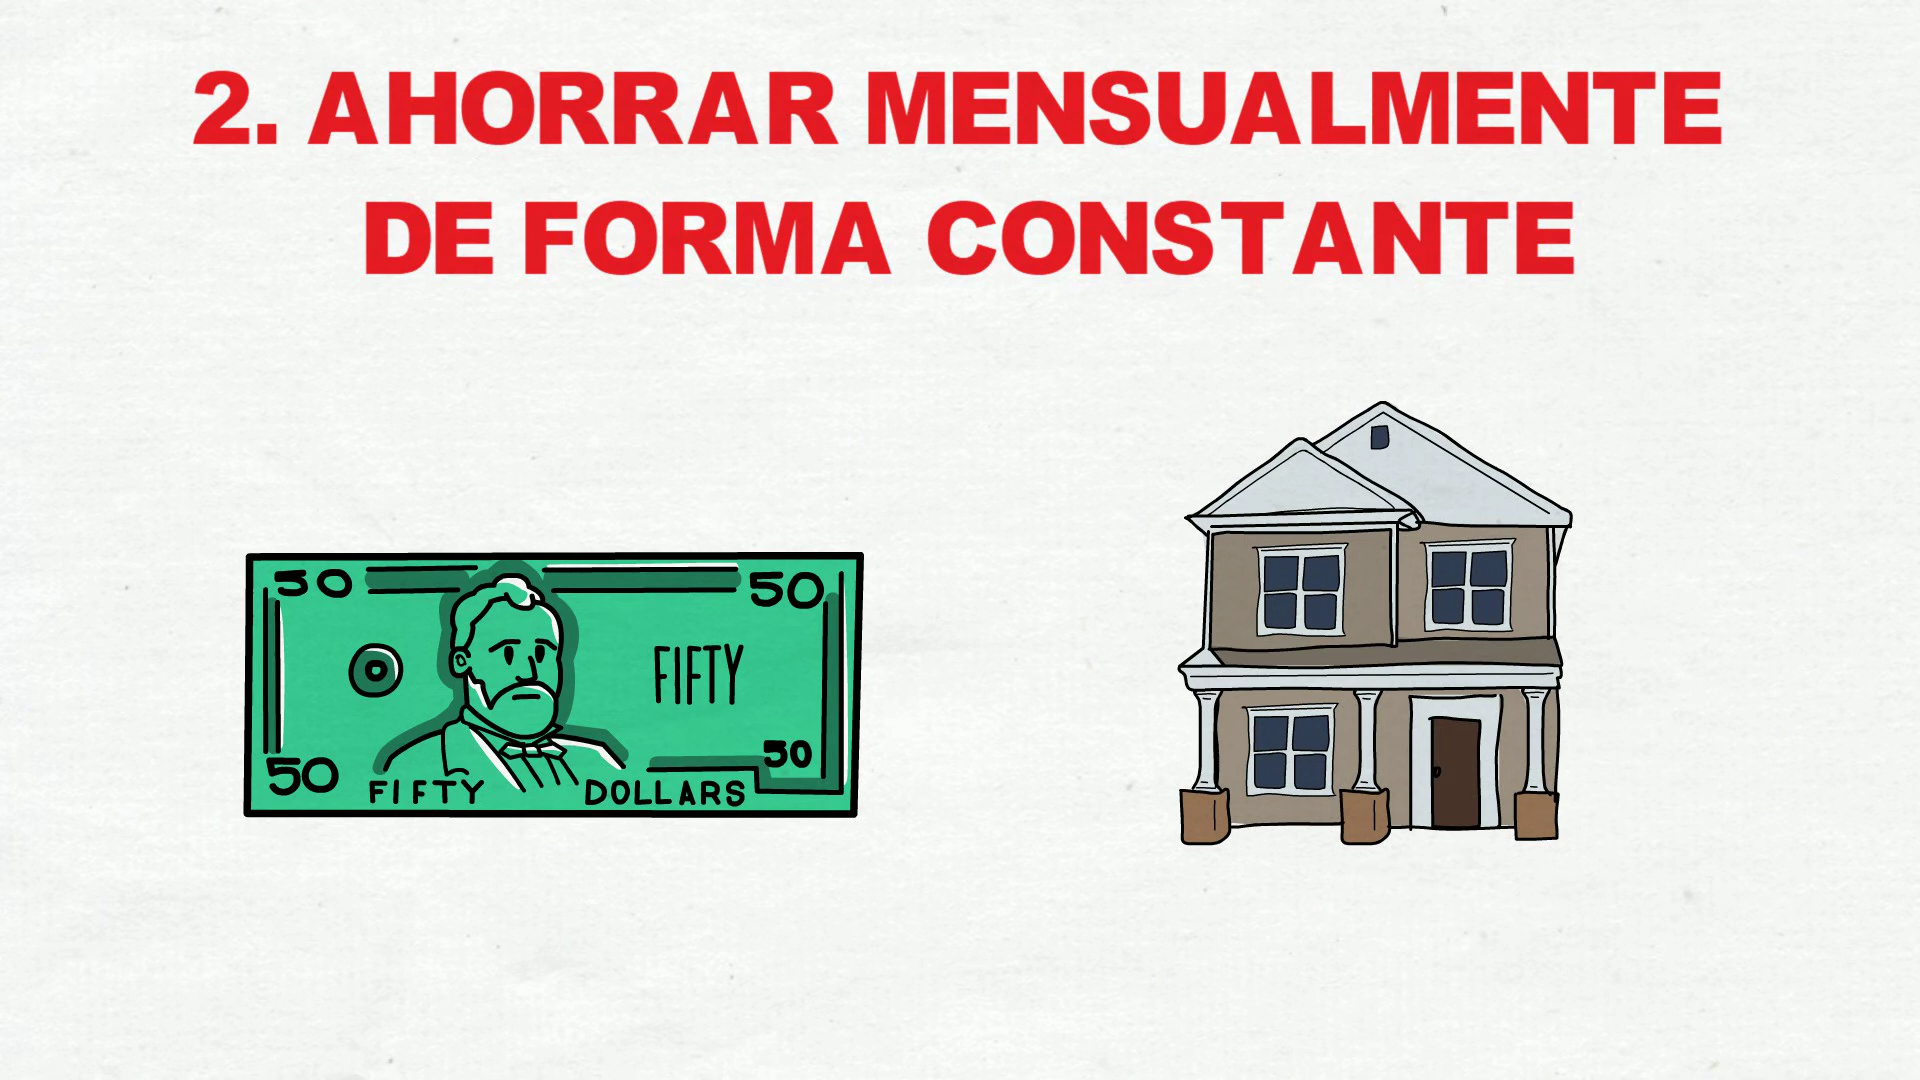 2. AHORRAR MENSUALMENTE
DE FORMA CONSTANTE
50 50
FIFTY
50
50
FIFTY DOLLARS